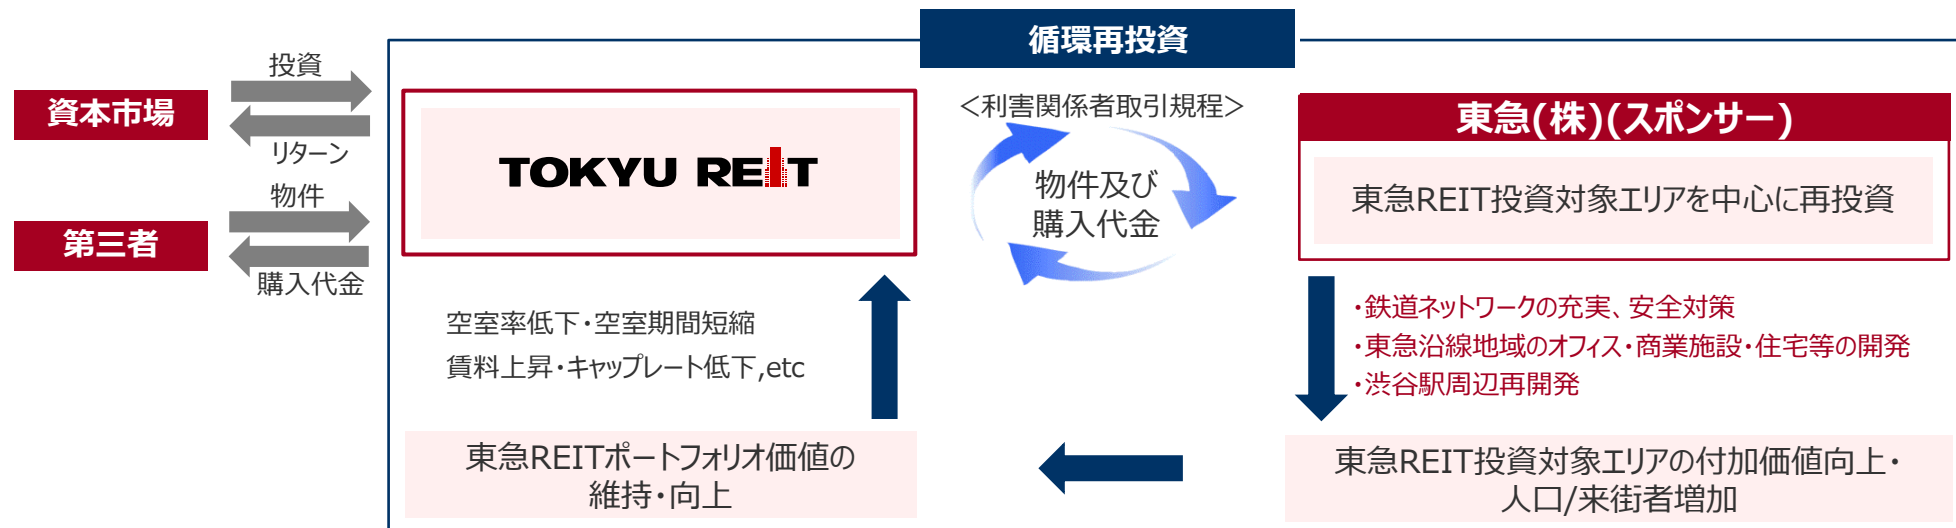 循環再投資
投資
資本市場
リターン
物件
第三者
購入代金
TOKYU REIT
＜利害関係者取引規程＞
物件及び
購入代金
東急(株)(スポンサー)
東急REIT投資対象エリアを中心に再投資
・鉄道ネットワークの充実、安全対策
・東急沿線地域のオフィス・商業施設・住宅等の開発
・渋谷駅周辺再開発
空室率低下・空室期間短縮
賃料上昇・キャップレート低下,etc
東急REITポートフォリオ価値の
維持・向上
東急REIT投資対象エリアの付加価値向上・
人口/来街者増加